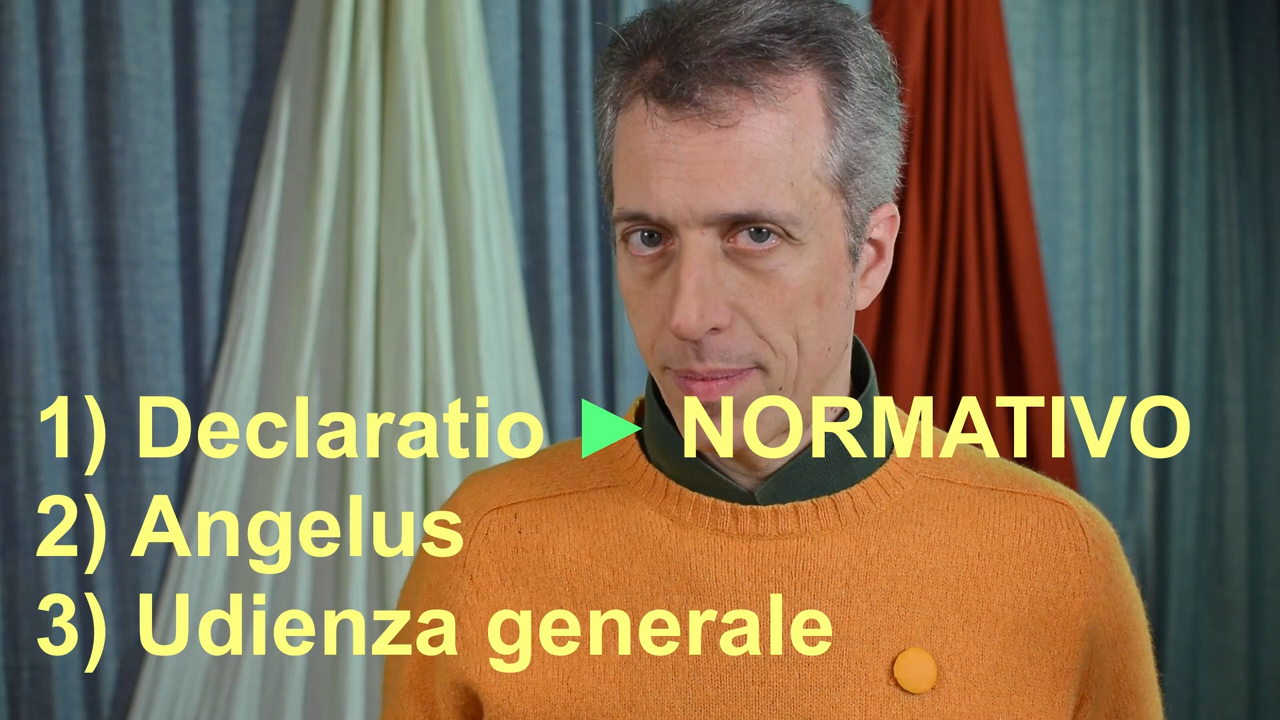 1) Declaratio ► NORMATIVO
2) Angelus
3) Udienza generale